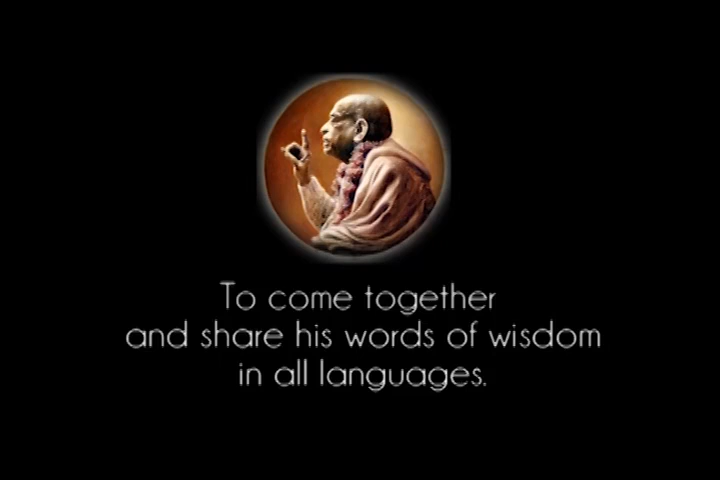 To come together
and share his words of wisdom
in all languages.